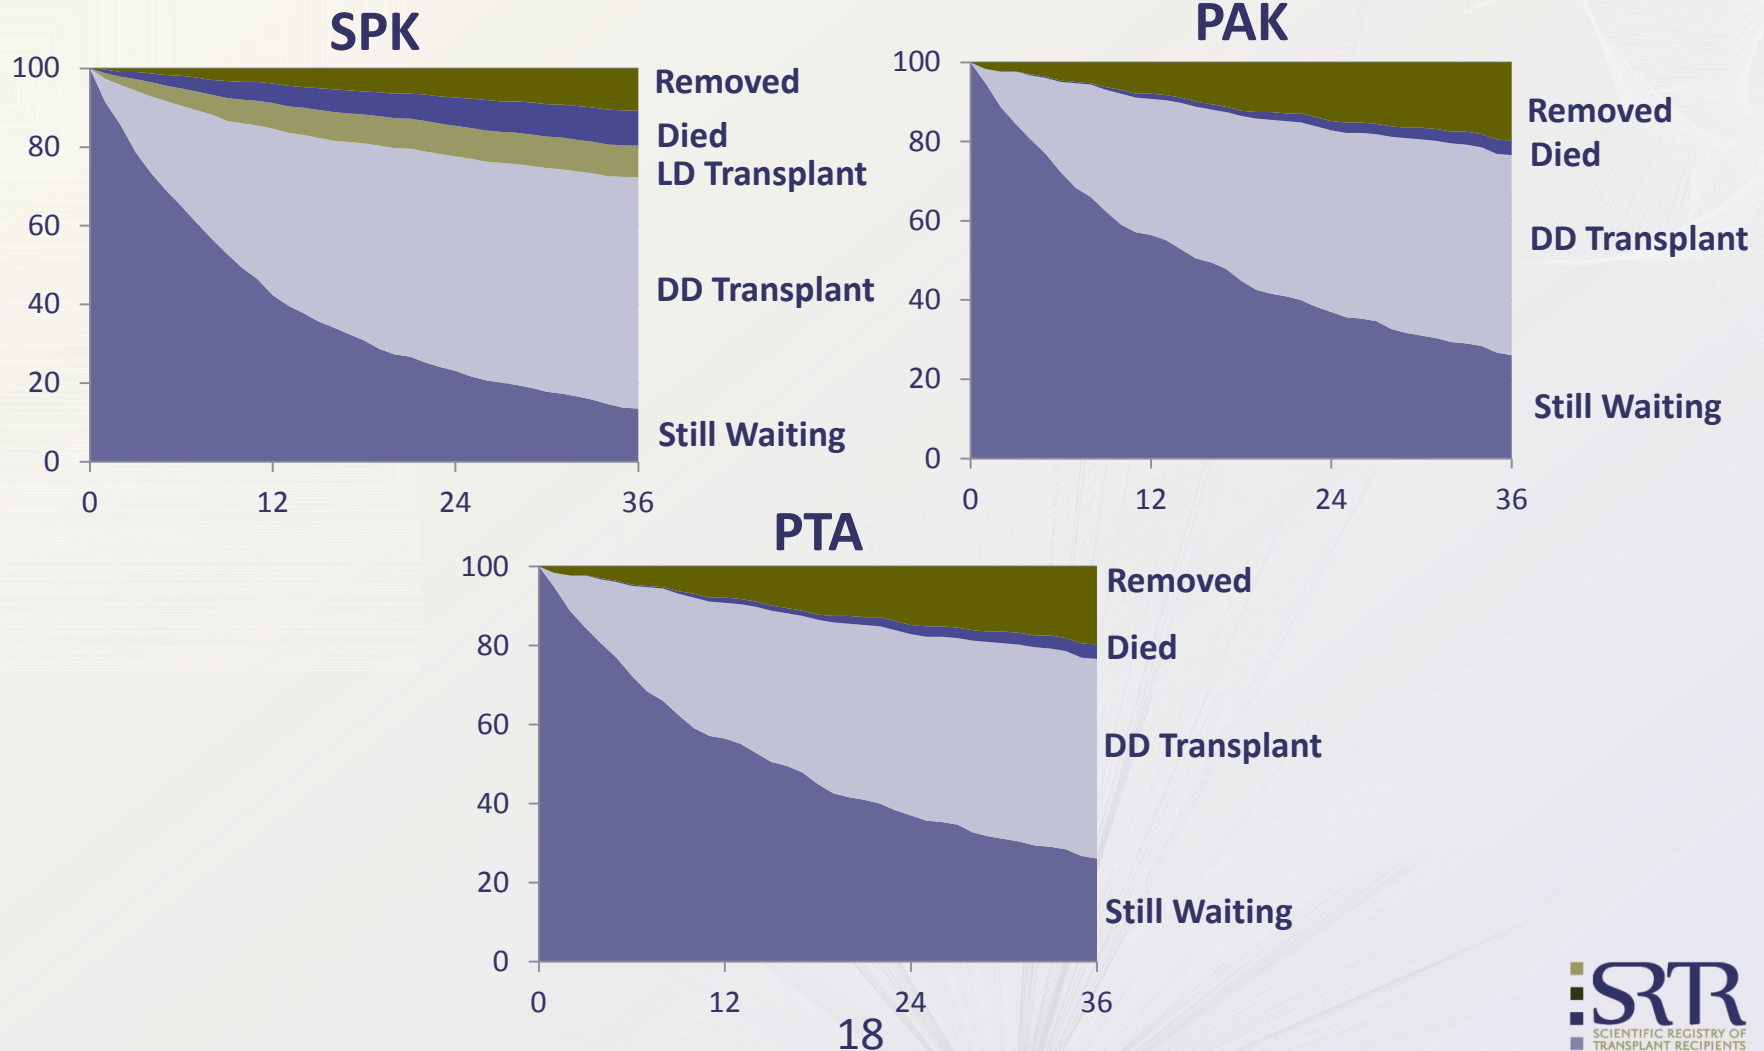 SPK
100
80
60
40
20
0
0 12 24 36
Removed
Died
LD Transplant
DD Transplant
Still Waiting
PAK
100
80
60
40
20
0
0 12 24 36
Removed
Died
DD Transplant
Still Waiting
PTA
100
80
60
40
20
0
0 12 24 36
Removed
Died
DD Transplant
Still Waiting
18
SRTR
SCIENTIFIC REGISTRY OF
TRANSPLANT RECIPIENTS